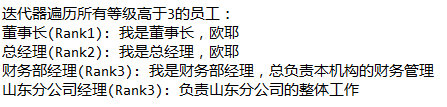 迭代器遍历所有等级高于3的员工：
董事长(Rank1): 我是董事长，欧耶
总经理(Rank2): 我是总经理，欧耶
财务部经理(Rank3): 我是财务部经理，总负责本机构的财务管理
山东分公司经理(Rank3): 负责山东分公司的整体工作